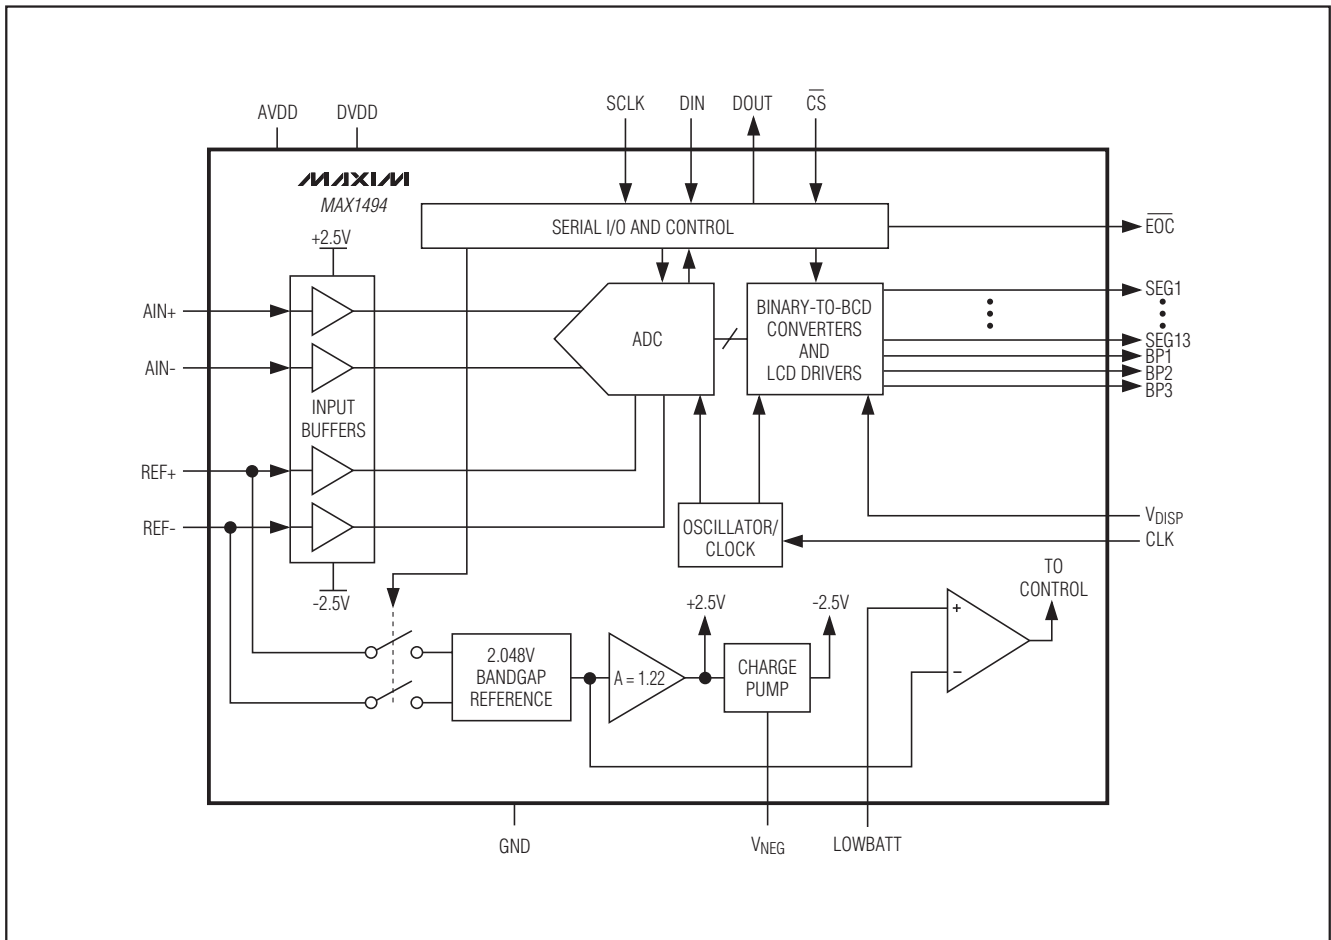 AVDD
DVDD
SCLK
DIN
DOUT
C̅S̅
MAXIM
MAX1494
+2.5V
SERIAL I/O AND CONTROL
E̅O̅C̅
AIN+
AIN-
INPUT
BUFFERS
REF+
REF-
-2.5V
ADC
BINARY-TO-BCD
CONVERTERS
AND
LCD DRIVERS
SEG1
SEG13
BP1
BP2
BP3
OSCILLATOR/
CLOCK
VDISP
CLK
TO
CONTROL
2.048V
BANDGAP
REFERENCE
A = 1.22
+2.5V
CHARGE
PUMP
-2.5V
+
−
GND
VNEG
LOWBATT